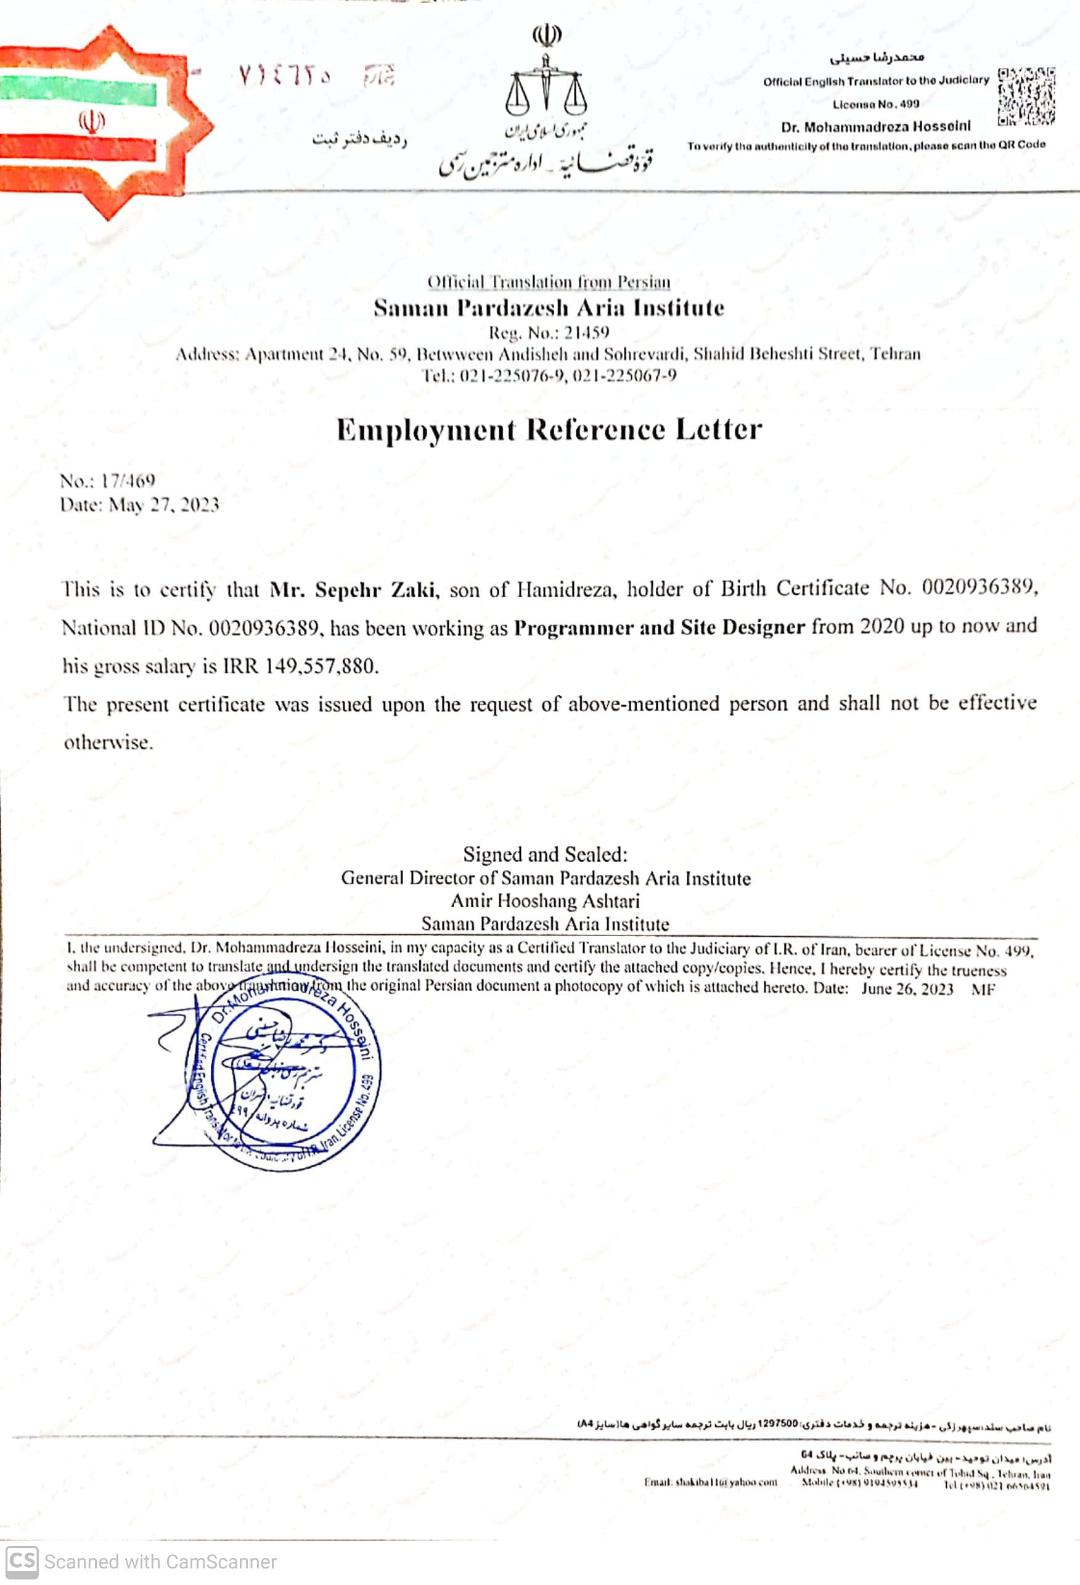 ۷۱٤٦٢٥
ردیف دفتر ثبت
جمهوری اسلامی ایران
قوّۀ قضائیّه - اداره مترجمین رسمی
محمدرضا حسینی
Official English Translator to the Judiciary
License No. 499
Dr. Mohammadreza Hosseini
To verify the authenticity of the translation, please scan the QR Code
Official Translation from Persian
Saman Pardazesh Aria Institute
Reg. No.: 21459
Address: Apartment 24, No. 59, Betwween Andisheh and Sohrevardi, Shahid Beheshti Street, Tehran
Tel.: 021-225076-9, 021-225067-9
Employment Reference Letter
No.: 17/469
Date: May 27, 2023
This is to certify that Mr. Sepehr Zaki, son of Hamidreza, holder of Birth Certificate No. 0020936389,
National ID No. 0020936389, has been working as Programmer and Site Designer from 2020 up to now and
his gross salary is IRR 149,557,880.
The present certificate was issued upon the request of above-mentioned person and shall not be effective
otherwise.
Signed and Sealed:
General Director of Saman Pardazesh Aria Institute
Amir Hooshang Ashtari
Saman Pardazesh Aria Institute
I, the undersigned, Dr. Mohammadreza Hosseini, in my capacity as a Certified Translator to the Judiciary of I.R. of Iran, bearer of License No. 499,
shall be competent to translate and undersign the translated documents and certify the attached copy/copies. Hence, I hereby certify the trueness
and accuracy of the above translation from the original Persian document a photocopy of which is attached hereto. Date: June 26, 2023 MF
Dr. Mohammadreza Hosseini
Certified English Translator to the Judiciary of I.R. Iran, License No. 499
دکتر محمدرضا حسینی
مترجم رسمی زبان انگلیسی
قوه قضائیه تهران
شماره پروانه ۴۹۹
نام صاحب سند:سپهر زکی -هزینه ترجمه و خدمات دفتری:1297500 ریال بابت ترجمه سایر گواهی ها(سایز A4)
آدرس: میدان توحید- بین خیابان پرچم و صائب- پلاک 64
Address. No 64, Southern corner of Tohid Sq., Tehran, Iran
Email: shakiba11@yahoo.com Mobile (+98) 9194595534 Tel (+98) 021 66564591
CS Scanned with CamScanner